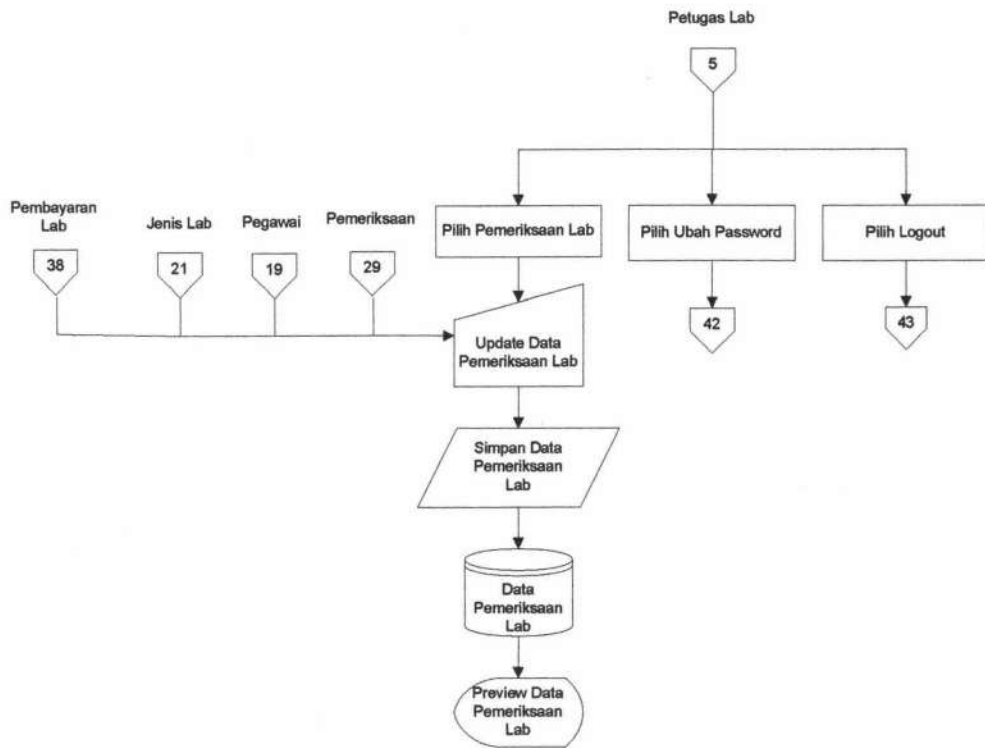 Petugas Lab
5
Pembayaran
Lab
Jenis Lab
Pegawai
Pemeriksaan
38
21
19
29
Pilih Pemeriksaan Lab
Pilih Ubah Password
Pilih Logout
42
43
Update Data
Pemeriksaan Lab
Simpan Data
Pemeriksaan
Lab
Data
Pemeriksaan
Lab
Preview Data
Pemeriksaan
Lab